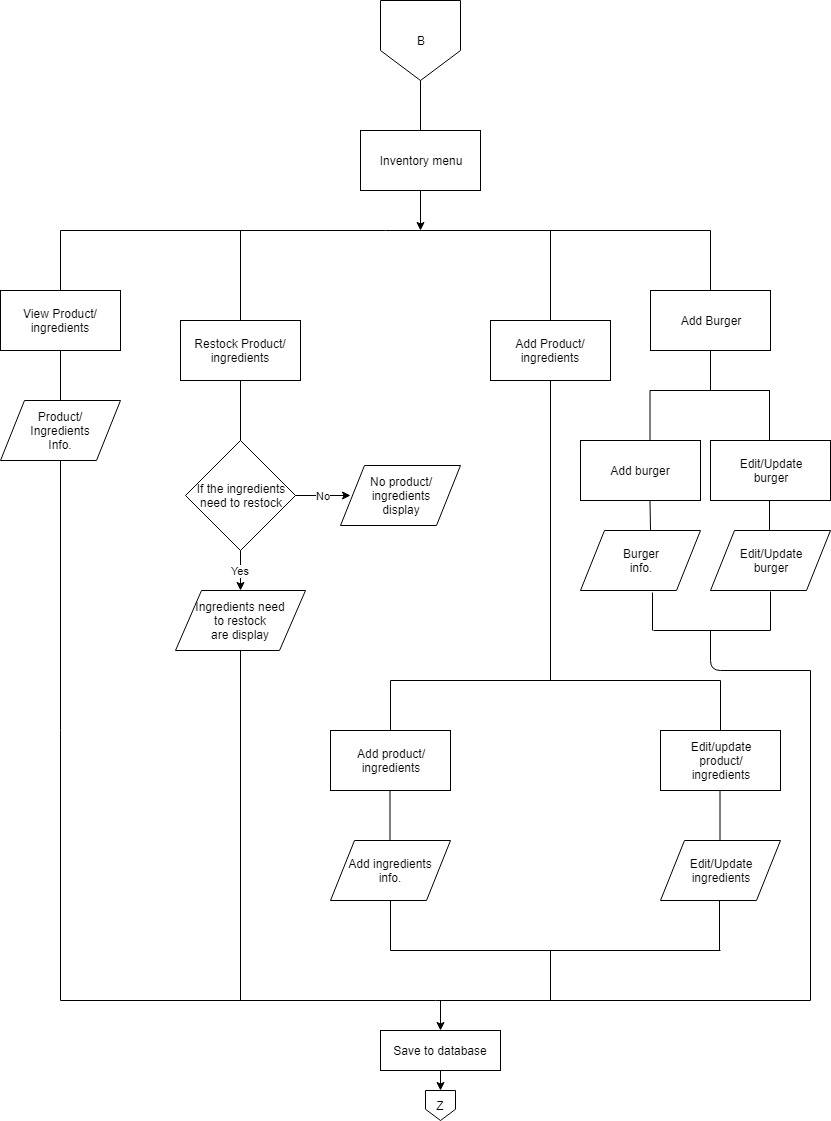 B
Inventory menu
View Product/
ingredients
Restock Product/
ingredients
Add Product/
ingredients
Add Burger
Product/
Ingredients
Info.
If the ingredients
need to restock
No
No product/
ingredients
display
Add burger
Edit/Update
burger
Burger
info.
Edit/Update
burger
Yes
Ingredients need
to restock
are display
Add product/
ingredients
Edit/update
product/
ingredients
Add ingredients
info.
Edit/Update
ingredients
Save to database
Z